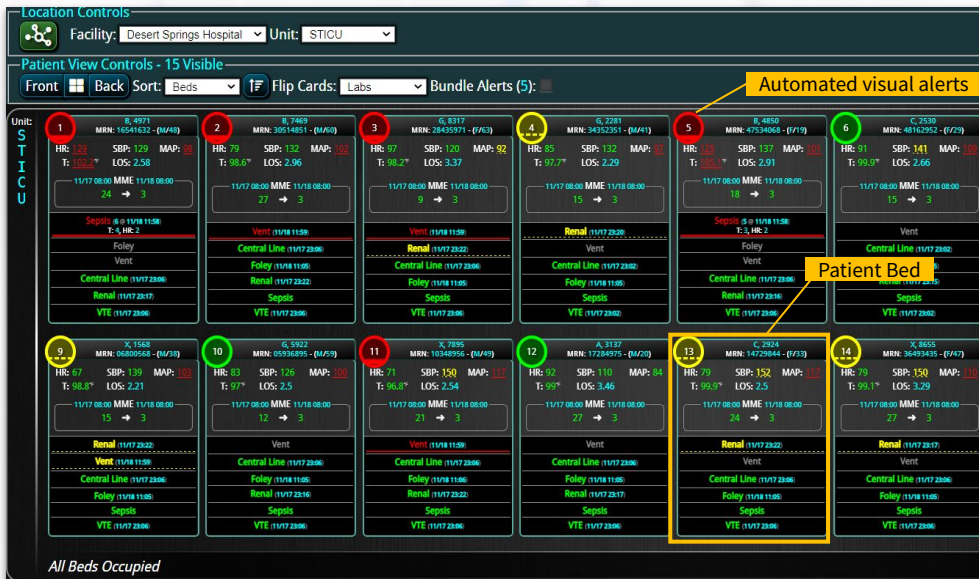 Location Controls
Facility: Desert Springs Hospital Unit: STICU
Patient View Controls - 15 Visible
Front Back Sort: Beds Flip Cards: Labs Bundle Alerts (5):
Automated visual alerts
Unit:
STICU
1
B, 4971
MRN: 16541632 - (M/48)
HR: 129 SBP: 129 MAP: 98
T: 102.2° LOS: 2.58
11/17 08:00 MME 11/18 08:00
24 → 3
Sepsis (6 @ 11/18 11:58)
T: 4, HR: 2
Foley
Vent
Central Line (11/17 23:06)
Renal (11/17 23:17)
VTE (11/17 23:06)
2
B, 7469
MRN: 30514851 - (M/60)
HR: 79 SBP: 132 MAP: 102
T: 98.6° LOS: 2.96
11/17 08:00 MME 11/18 08:00
27 → 3
Vent (11/18 11:59)
Central Line (11/17 23:06)
Foley (11/18 11:05)
Renal (11/17 23:22)
Sepsis
VTE (11/17 23:06)
3
G, 8317
MRN: 28435971 - (F/63)
HR: 97 SBP: 120 MAP: 92
T: 98.2° LOS: 3.37
11/17 08:00 MME 11/18 08:00
9 → 3
Vent (11/18 11:59)
Renal (11/17 23:22)
Central Line (11/17 23:06)
Foley (11/18 11:05)
Sepsis
VTE (11/17 23:06)
4
G, 2281
MRN: 34352351 - (M/41)
HR: 85 SBP: 132 MAP: 97
T: 97.7° LOS: 2.29
11/17 08:00 MME 11/18 08:00
15 → 3
Renal (11/17 23:20)
Vent
Central Line (11/17 23:02)
Foley (11/18 11:05)
Sepsis
VTE (11/17 23:02)
5
B, 4850
MRN: 47534068 - (F/19)
HR: 125 SBP: 137 MAP: 101
T: LOS: 2.91
11/17 08:00 MME 11/18 08:00
18 → 3
Sepsis (5 @ 11/18 11:58)
T: 3, HR: 2
Foley
Vent
Central Line (11/17 23:06)
Renal (11/17 23:16)
Sepsis
VTE (11/17 23:06)
6
C, 2530
MRN: 48162952 - (F/29)
HR: 91 SBP: 141 MAP: 109
T: 99.9° LOS: 2.66
11/17 08:00 MME 11/18 08:00
15 → 3
Vent
Central Line (11/17 23:02)
Patient Bed
Sepsis
VTE (11/17 23:02)
9
X, 1568
MRN: 06800568 - (M/38)
HR: 67 SBP: 139 MAP: 103
T: 98.8° LOS: 2.21
11/17 08:00 MME 11/18 08:00
15 → 3
Renal (11/17 23:22)
Vent (11/18 11:59)
Central Line (11/17 23:06)
Foley (11/18 11:05)
Sepsis
VTE (11/17 23:06)
10
G, 5922
MRN: 05936895 - (M/59)
HR: 83 SBP: 126 MAP: 100
T: 97° LOS: 2.5
11/17 08:00 MME 11/18 08:00
12 → 3
Vent
Central Line (11/17 23:06)
Foley (11/18 11:05)
Renal (11/17 23:16)
Sepsis
VTE (11/17 23:06)
11
X, 7895
MRN: 10348956 - (M/49)
HR: 71 SBP: 150 MAP: 117
T: 96.8° LOS: 2.54
11/17 08:00 MME 11/18 08:00
21 → 3
Vent (11/18 11:59)
Central Line (11/17 23:06)
Foley (11/18 11:06)
Renal (11/17 23:22)
Sepsis
VTE (11/17 23:06)
12
A, 3137
MRN: 17284975 - (M/20)
HR: 92 SBP: 110 MAP: 84
T: 99° LOS: 3.46
11/17 08:00 MME 11/18 08:00
27 → 3
Vent
Central Line (11/17 23:06)
Foley (11/18 11:05)
Renal (11/17 23:17)
Sepsis
VTE (11/17 23:06)
13
C, 2924
MRN: 14729844 - (F/33)
HR: 79 SBP: 152 MAP: 117
T: 99.9° LOS: 2.5
11/17 08:00 MME 11/18 08:00
24 → 3
Renal (11/17 23:22)
Vent
Central Line (11/17 23:06)
Foley (11/18 11:05)
Sepsis
VTE (11/17 23:06)
14
X, 8655
MRN: 36493435 - (F/47)
HR: 79 SBP: 150 MAP: 110
T: 99.1° LOS: 3.29
11/17 08:00 MME 11/18 08:00
27 → 3
Renal (11/17 23:17)
Vent
Central Line (11/17 23:06)
Foley (11/18 11:05)
Sepsis
VTE (11/17 23:06)
All Beds Occupied